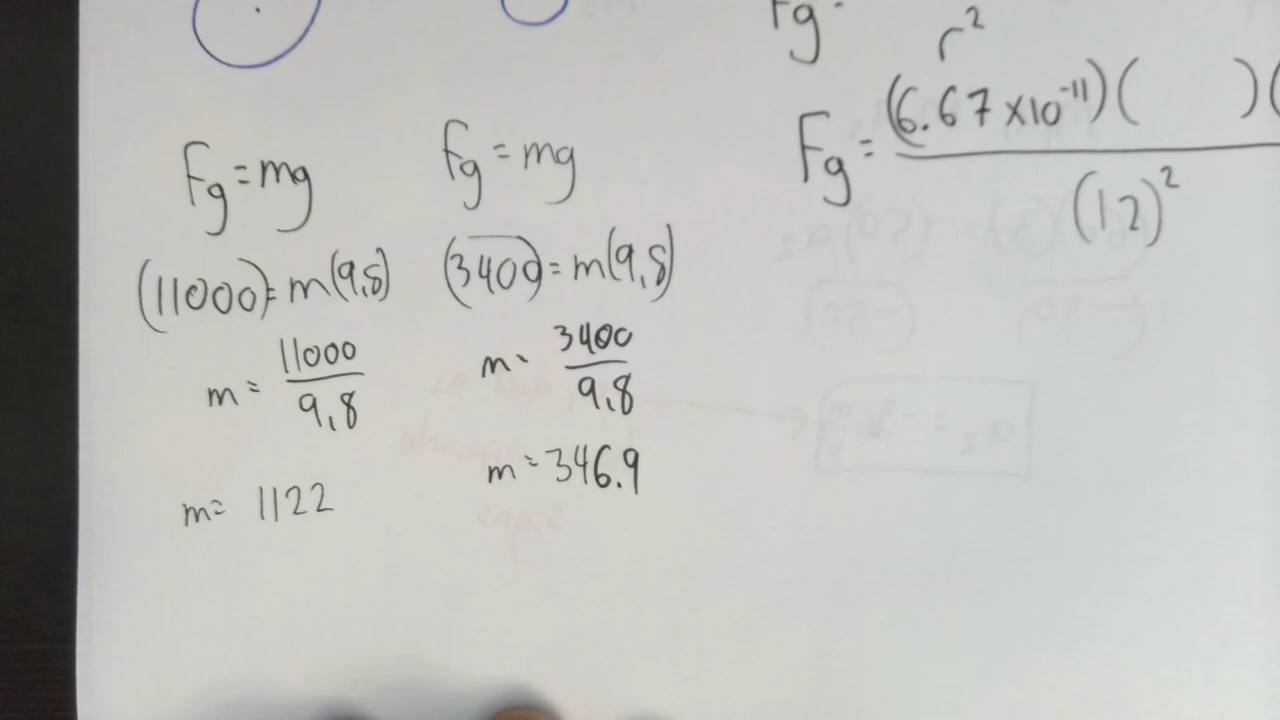 Fg = mg
(11000) = m(9.8)
m = 11000/9.8
m = 1122
Fg = mg
(3400) = m(9.8)
m = 3400/9.8
m = 346.9
Fg
r²
Fg = (6.67 x10⁻¹¹)( )(
(12)²